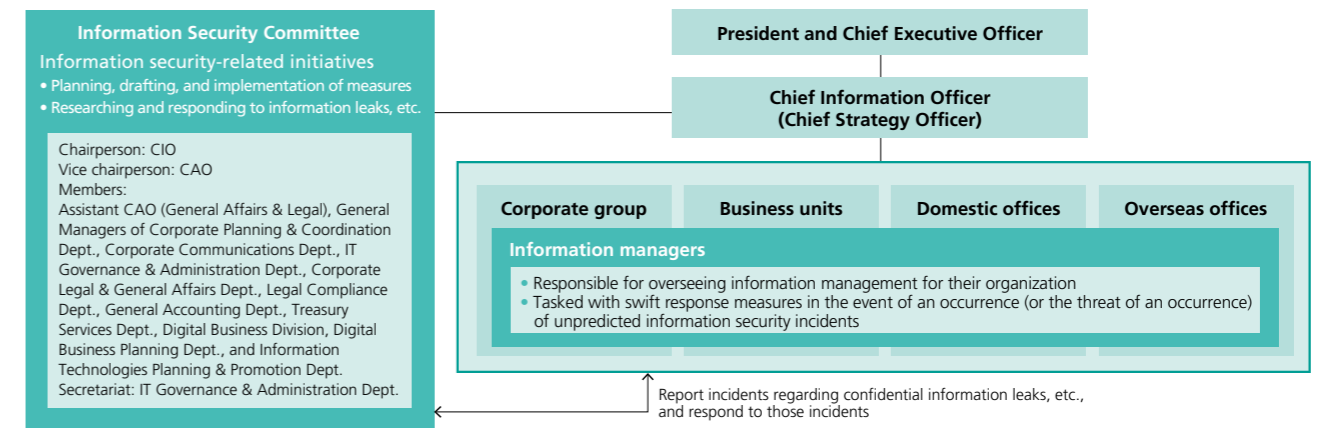 Information Security Committee
Information security-related initiatives
• Planning, drafting, and implementation of measures
• Researching and responding to information leaks, etc.
Chairperson: CIO
Vice chairperson: CAO
Members:
Assistant CAO (General Affairs & Legal), General
Managers of Corporate Planning & Coordination
Dept., Corporate Communications Dept., IT
Governance & Administration Dept., Corporate
Legal & General Affairs Dept., Legal Compliance
Dept., General Accounting Dept., Treasury
Services Dept., Digital Business Division, Digital
Business Planning Dept., and Information
Technologies Planning & Promotion Dept.
Secretariat: IT Governance & Administration Dept.
President and Chief Executive Officer
Chief Information Officer
(Chief Strategy Officer)
Corporate group
Business units
Domestic offices
Overseas offices
Information managers
• Responsible for overseeing information management for their organization
• Tasked with swift response measures in the event of an occurrence (or the threat of an occurrence)
of unpredicted information security incidents
Report incidents regarding confidential information leaks, etc.,
and respond to those incidents